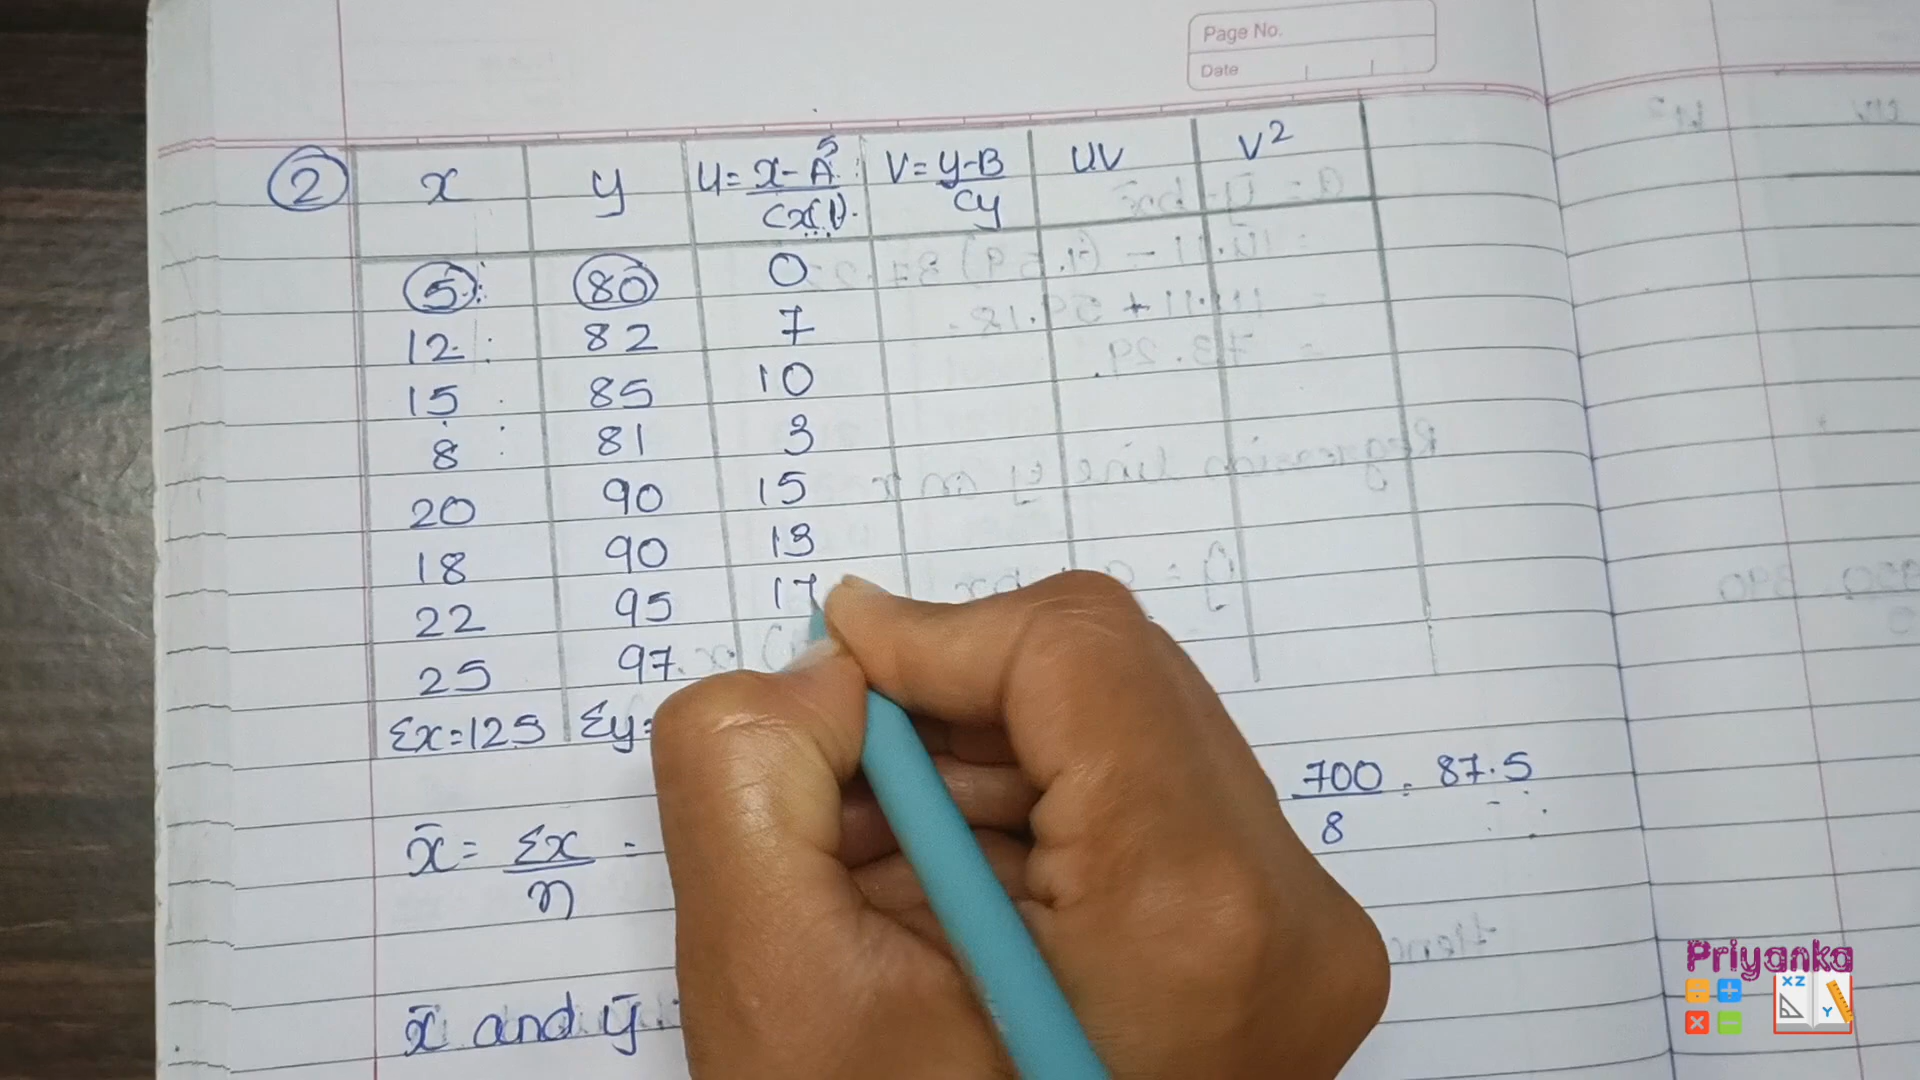 Page No.
Date
② x y u = x - A 5 / Cx(1) v = y - B / Cy uv v²
5 80 0
12 82 7
15 85 10
8 81 3
20 90 15
18 90 13
22 95 17
25 97
Σx = 125 Σy =
x̄ = Σx / n = 700 / 8 = 87.5
x̄ and ȳ
Priyanka
XZ
Y